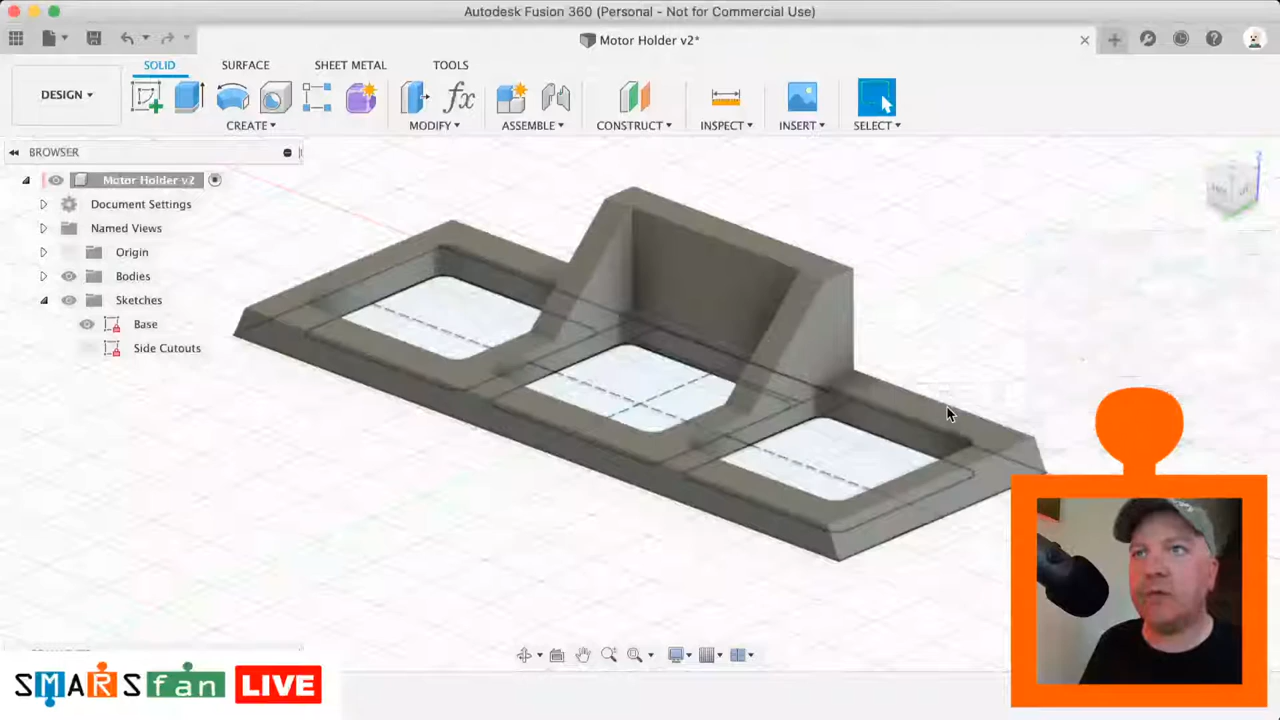 Autodesk Fusion 360 (Personal - Not for Commercial Use)
Motor Holder v2*
SOLID
SURFACE
SHEET METAL
TOOLS
DESIGN
CREATE
MODIFY
ASSEMBLE
CONSTRUCT
INSPECT
INSERT
SELECT
BROWSER
Motor Holder v2
Document Settings
Named Views
Origin
Bodies
Sketches
Base
Side Cutouts
SMARSfan LIVE